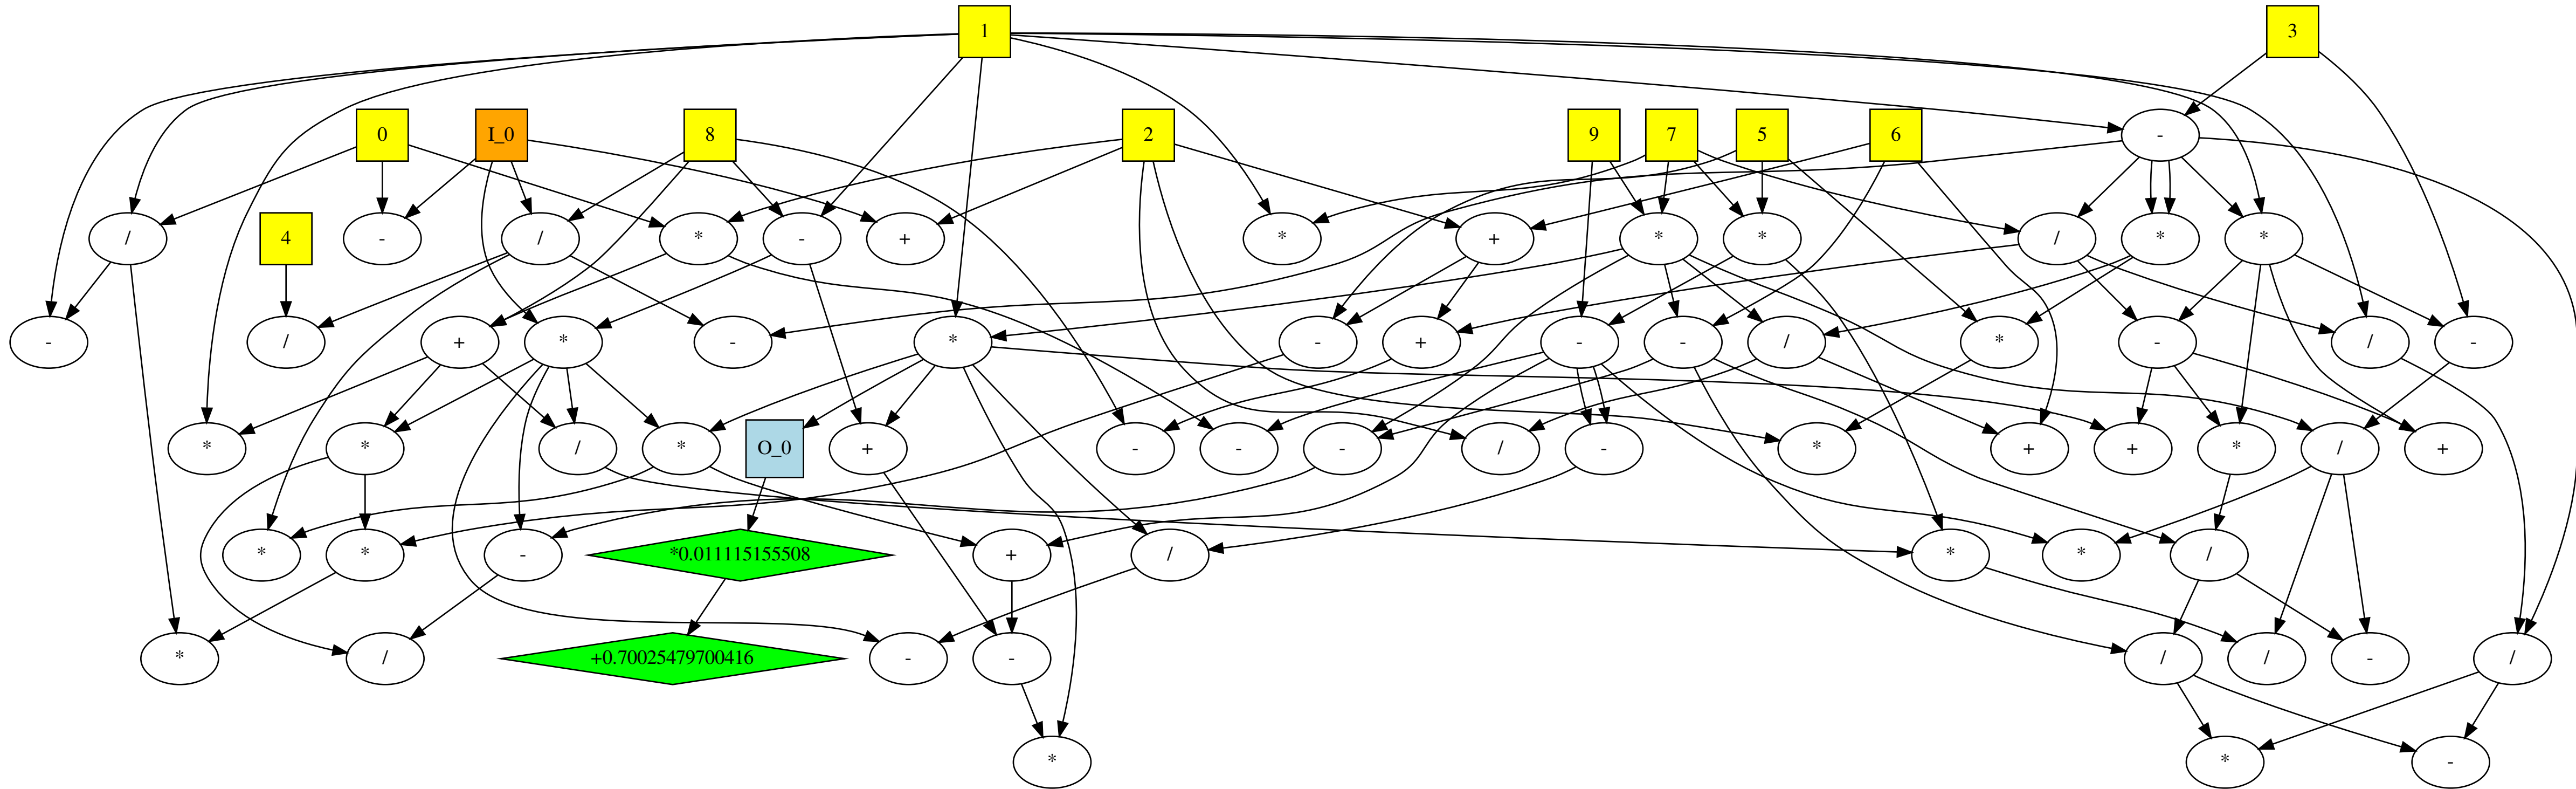 1 3
0 I_0 8 2 9 7 5 6 -
/ 4 - / * - + * + * * / * *
- / + * - * - + - - / * - / -
* * / * O_0 + - - - / - * + + * / +
* * - *0.011115155508 + / * * /
* / +0.70025479700416 - - / / - /
* * -